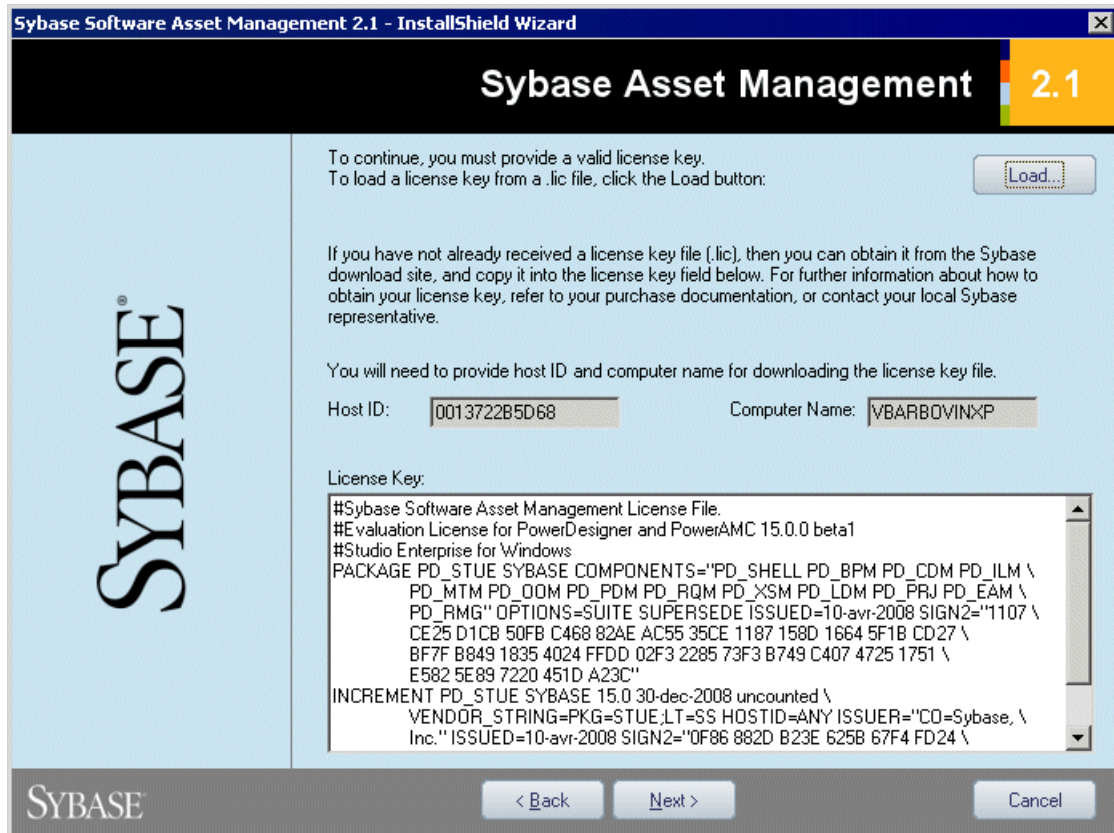 Sybase Software Asset Management 2.1 - InstallShield Wizard
Sybase Asset Management 2.1
To continue, you must provide a valid license key.
To load a license key from a .lic file, click the Load button:
Load...
If you have not already received a license key file (.lic), then you can obtain it from the Sybase
download site, and copy it into the license key field below. For further information about how to
obtain your license key, refer to your purchase documentation, or contact your local Sybase
representative.
You will need to provide host ID and computer name for downloading the license key file.
Host ID: 0013722B5D68 Computer Name: VBARBOVINXP
SYBASE®
License Key:
#Sybase Software Asset Management License File.
#Evaluation License for PowerDesigner and PowerAMC 15.0.0 beta1
#Studio Enterprise for Windows
PACKAGE PD_STUE SYBASE COMPONENTS="PD_SHELL PD_BPM PD_CDM PD_ILM \
PD_MTM PD_OOM PD_PDM PD_RQM PD_XSM PD_LDM PD_PRJ PD_EAM \
PD_RMG" OPTIONS=SUITE SUPERSEDE ISSUED=10-avr-2008 SIGN2="1107 \
CE25 D1CB 50FB C468 82AE AC55 35CE 1187 158D 1664 5F1B CD27 \
BF7F B849 1835 4024 FFDD 02F3 2285 73F3 B749 C407 4725 1751 \
E582 5E89 7220 451D A23C"
INCREMENT PD_STUE SYBASE 15.0 30-dec-2008 uncounted \
VENDOR_STRING=PKG=STUE;LT=SS HOSTID=ANY ISSUER="CO=Sybase, \
Inc." ISSUED=10-avr-2008 SIGN2="0F86 882D B23E 625B 67F4 FD24 \
SYBASE
< Back
Next >
Cancel